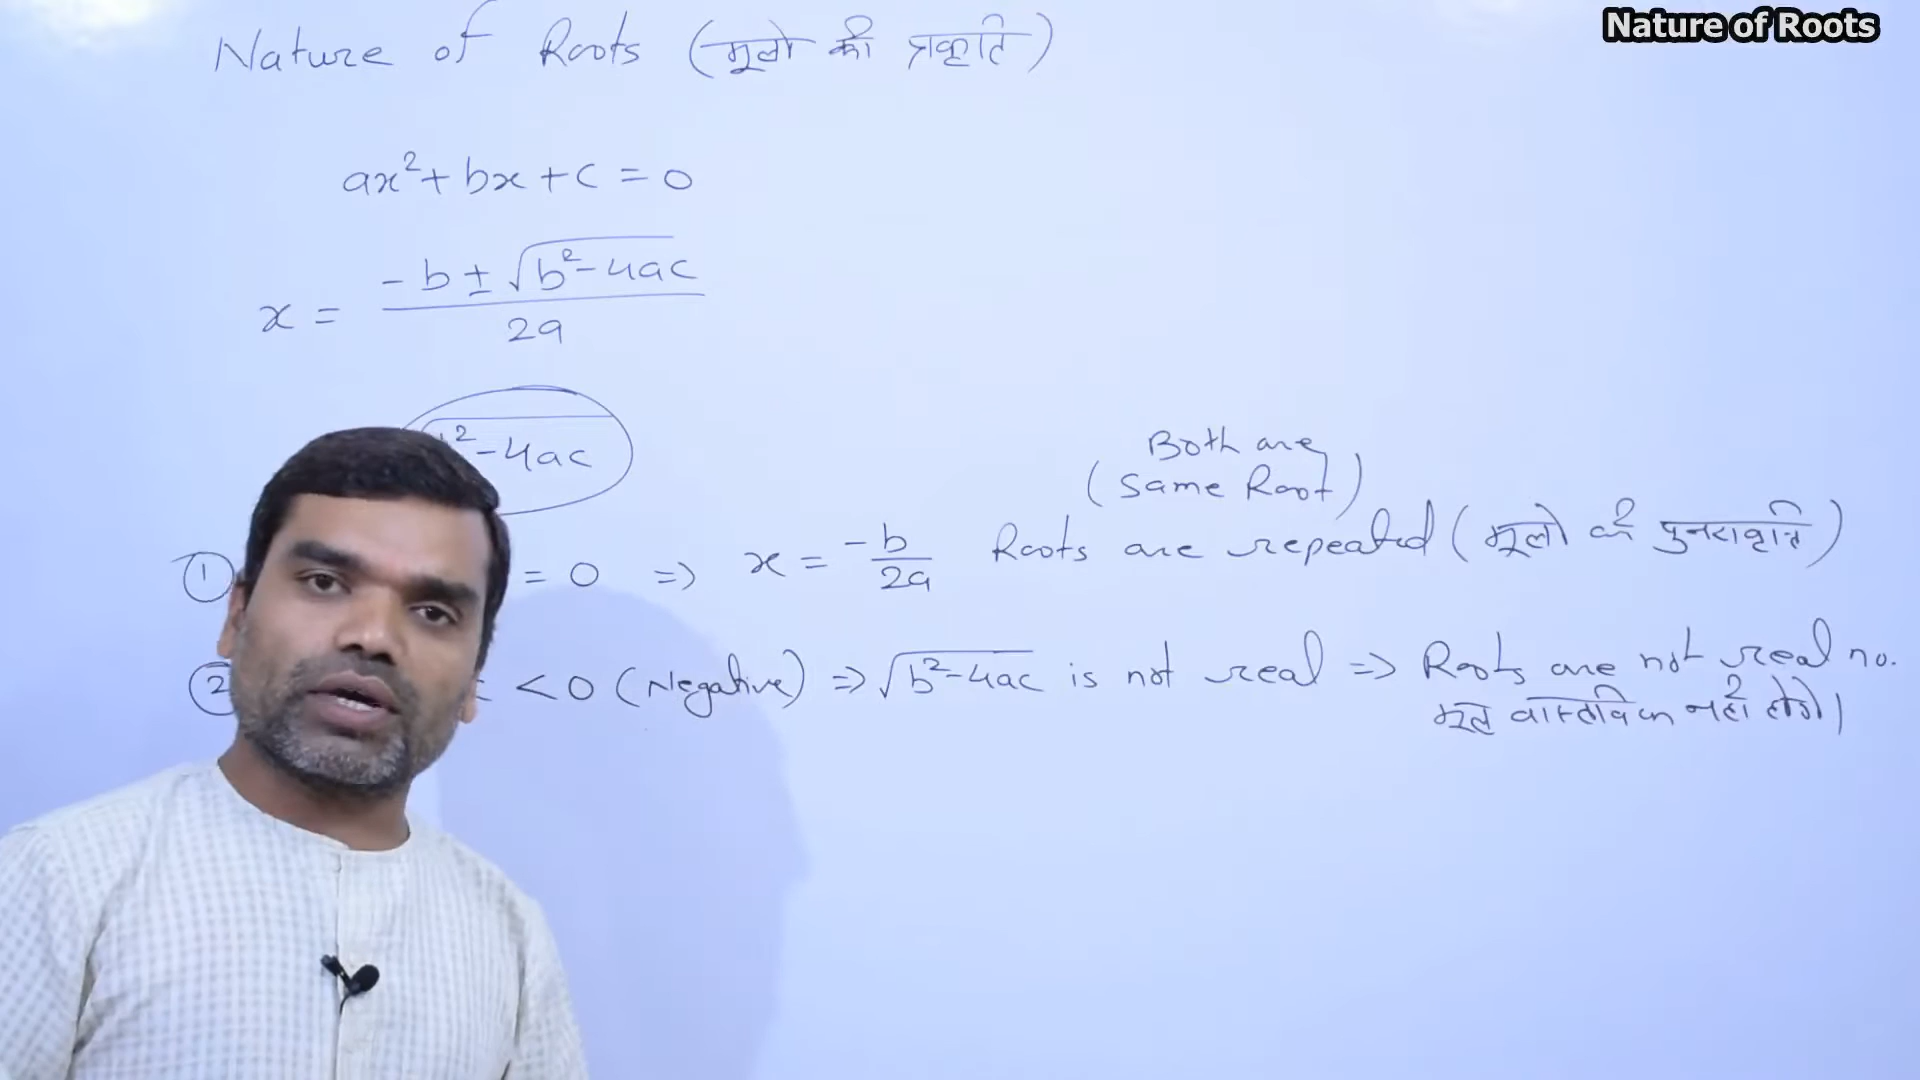 Nature of Roots
Nature of Roots (मूलो की प्रकृति)
ax²+ bx + c = 0
x = -b ± √b²-4ac / 2a
²-4ac
Both are
(Same Root)
① = 0 => x = -b/2a Roots are repeated (मूलो की पुनरावृत्ति)
② < 0 (Negative) => √b²-4ac is not real => Roots are not real no.
मूल वास्तविक नही होगे।